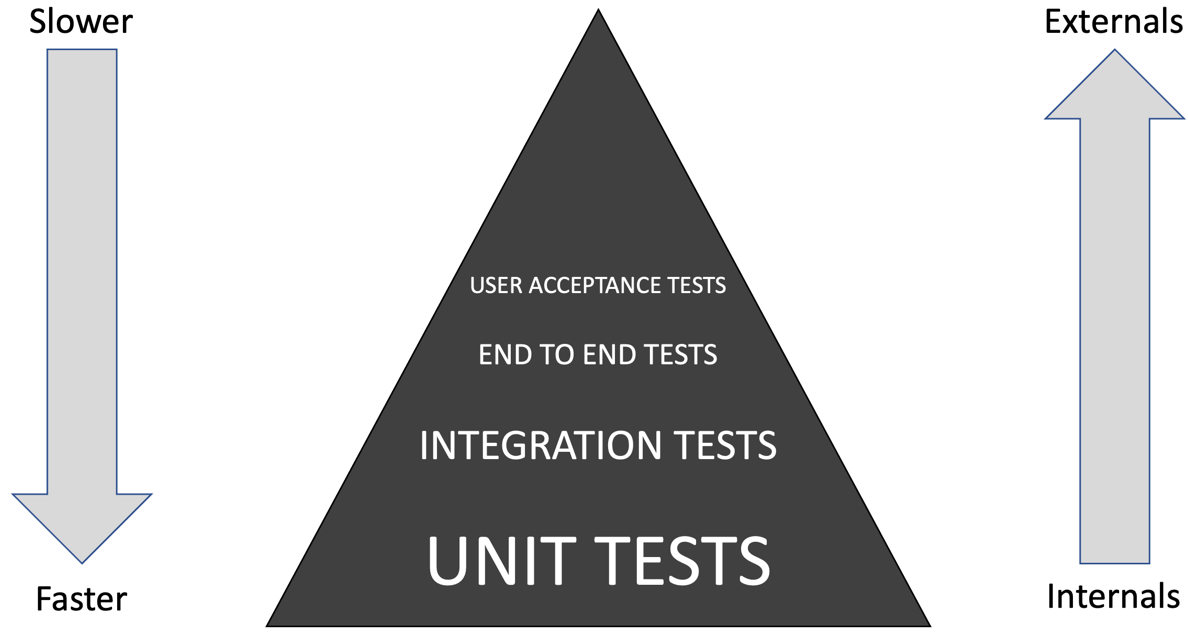 Slower
Externals
USER ACCEPTANCE TESTS
END TO END TESTS
INTEGRATION TESTS
UNIT TESTS
Faster
Internals